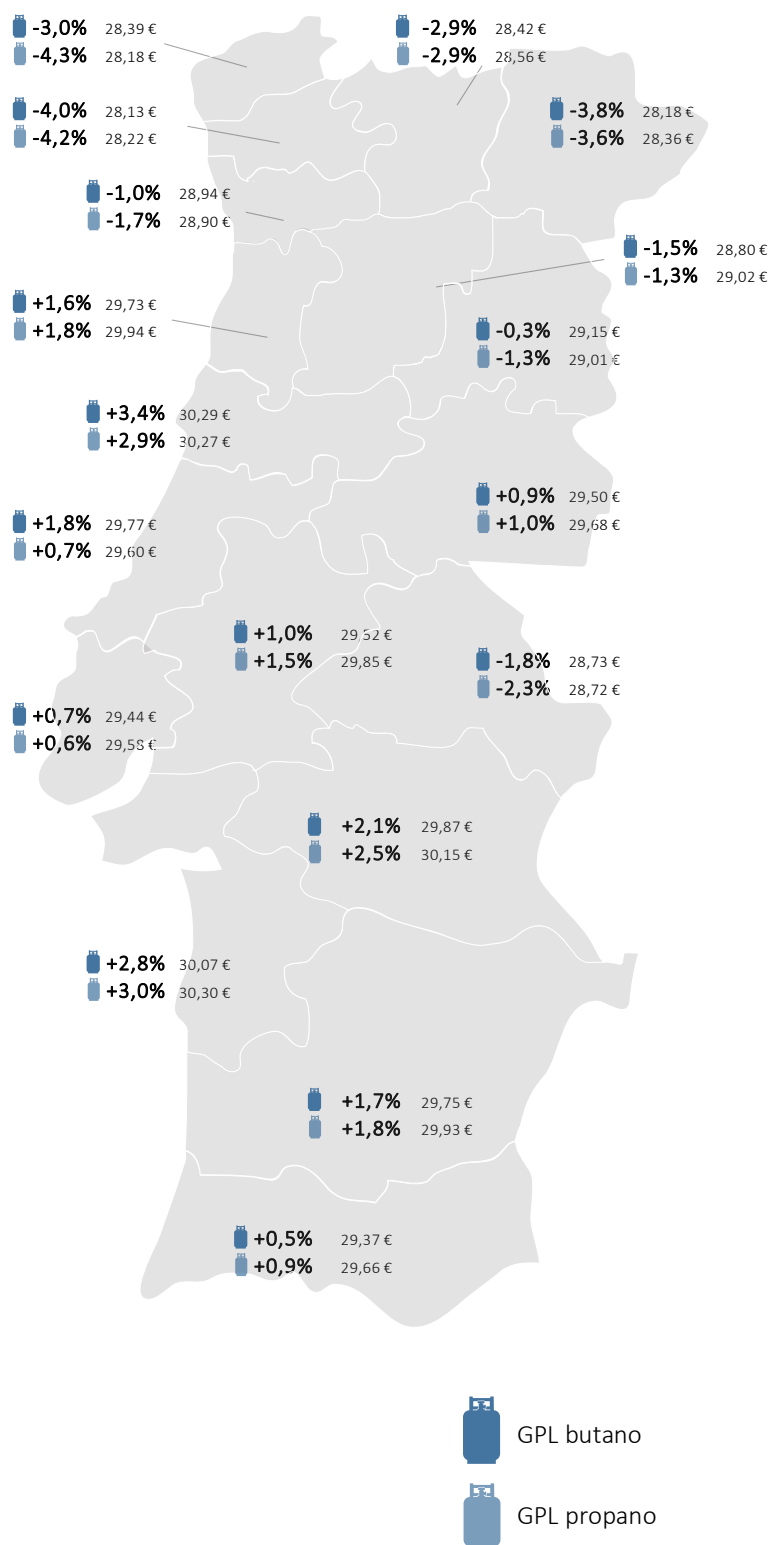 -3,0% 28,39 €
-4,3% 28,18 €
-2,9% 28,42 €
-2,9% 28,56 €
-4,0% 28,13 €
-4,2% 28,22 €
-3,8% 28,18 €
-3,6% 28,36 €
-1,0% 28,94 €
-1,7% 28,90 €
-1,5% 28,80 €
-1,3% 29,02 €
+1,6% 29,73 €
+1,8% 29,94 €
-0,3% 29,15 €
-1,3% 29,01 €
+3,4% 30,29 €
+2,9% 30,27 €
+0,9% 29,50 €
+1,0% 29,68 €
+1,8% 29,77 €
+0,7% 29,60 €
+1,0% 29,52 €
+1,5% 29,85 €
-1,8% 28,73 €
-2,3% 28,72 €
+0,7% 29,44 €
+0,6% 29,58 €
+2,1% 29,87 €
+2,5% 30,15 €
+2,8% 30,07 €
+3,0% 30,30 €
+1,7% 29,75 €
+1,8% 29,93 €
+0,5% 29,37 €
+0,9% 29,66 €
GPL butano
GPL propano